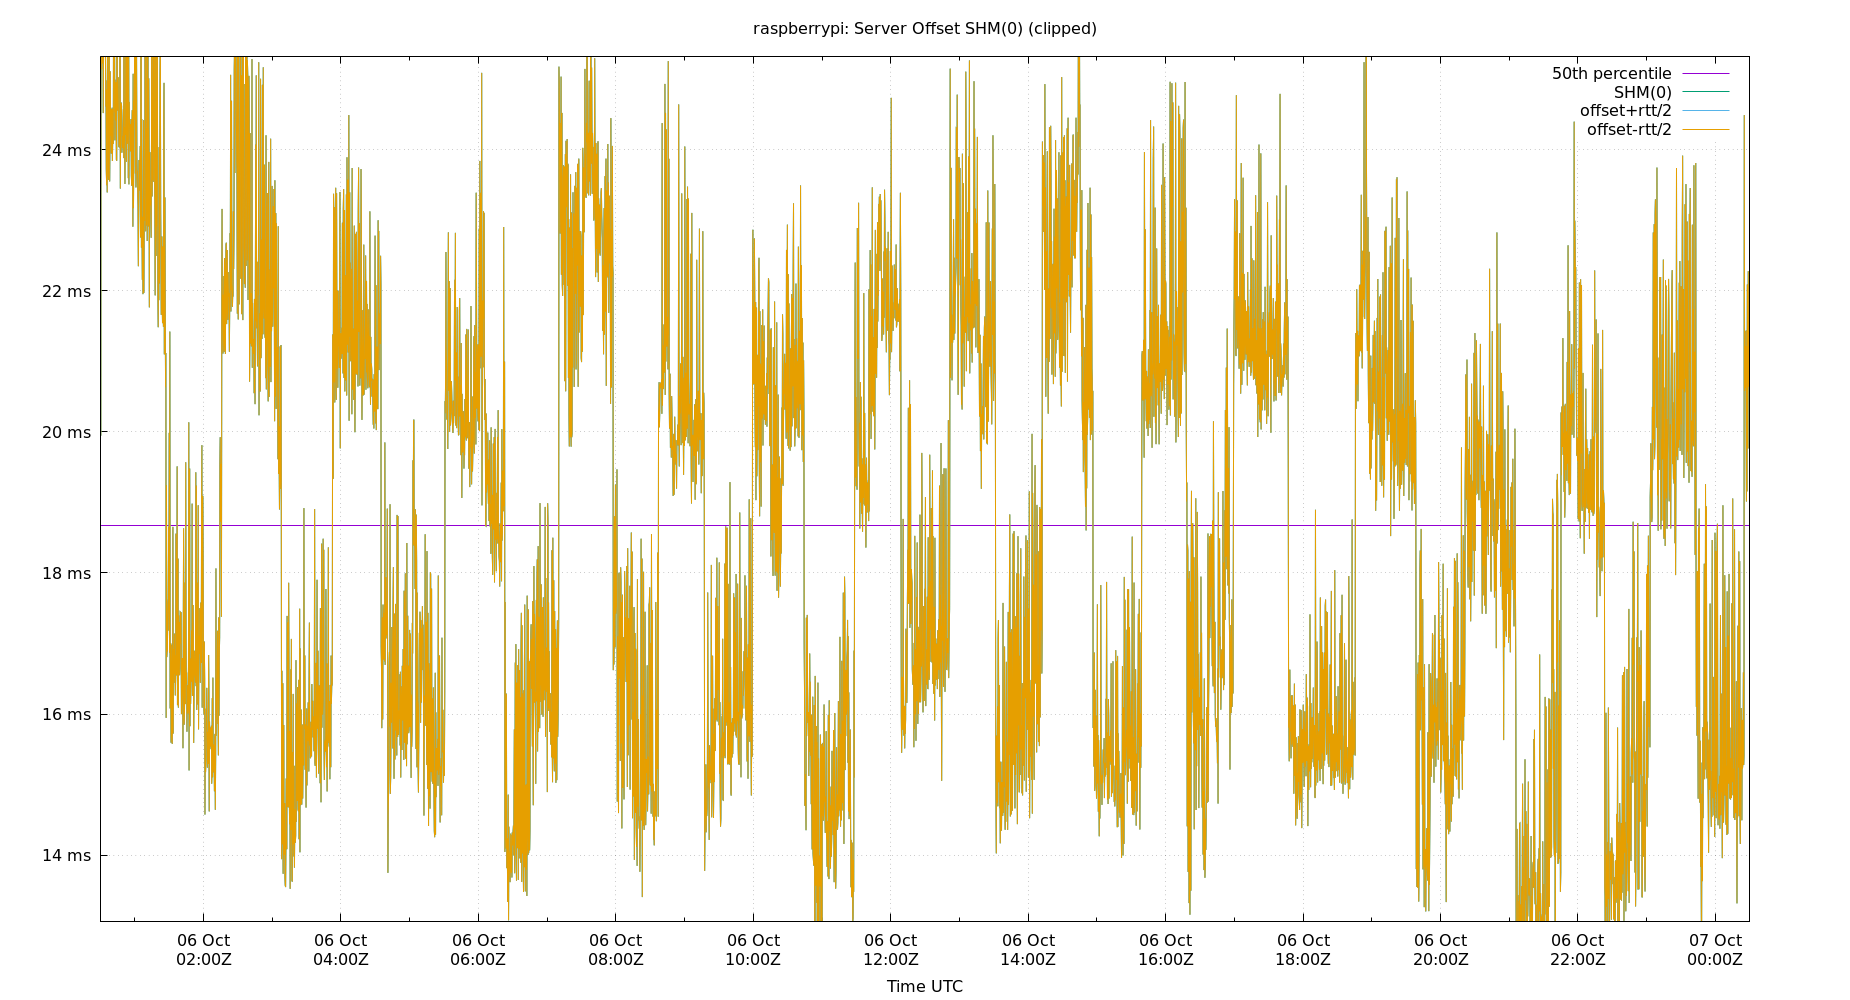 raspberrypi: Server Offset SHM(0) (clipped)
50th percentile
SHM(0)
offset+rtt/2
offset-rtt/2
24 ms
22 ms
20 ms
18 ms
16 ms
14 ms
06 Oct 06 Oct 06 Oct 06 Oct 06 Oct 06 Oct 06 Oct 06 Oct 06 Oct 06 Oct 06 Oct 07 Oct
02:00Z 04:00Z 06:00Z 08:00Z 10:00Z 12:00Z 14:00Z 16:00Z 18:00Z 20:00Z 22:00Z 00:00Z
Time UTC